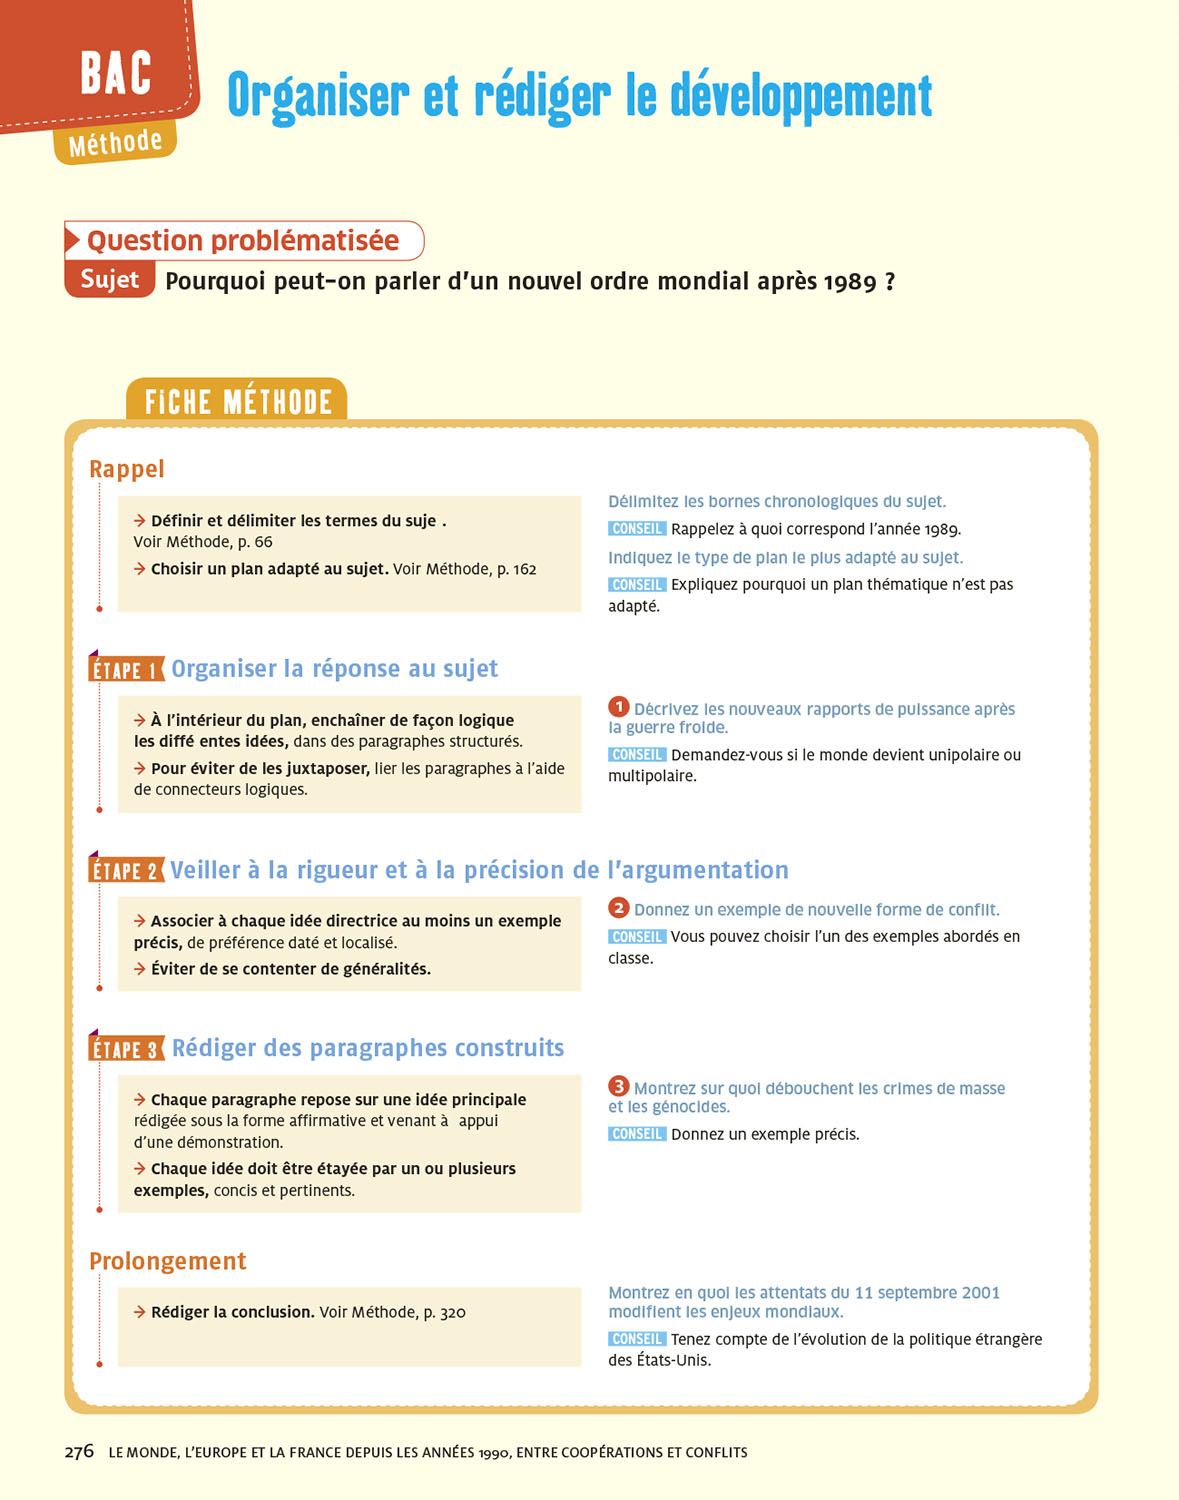 BAC
Méthode
Organiser et rédiger le développement
Question problématisée
Sujet Pourquoi peut-on parler d'un nouvel ordre mondial après 1989 ?
FiCHE MÉTHODE
Rappel
→ Définir et délimiter les termes du suje .
Voir Méthode, p. 66
→ Choisir un plan adapté au sujet. Voir Méthode, p. 162
Délimitez les bornes chronologiques du sujet.
CONSEIL Rappelez à quoi correspond l'année 1989.
Indiquez le type de plan le plus adapté au sujet.
CONSEIL Expliquez pourquoi un plan thématique n'est pas
adapté.
ÉTAPE 1 Organiser la réponse au sujet
→ À l'intérieur du plan, enchaîner de façon logique
les diffé entes idées, dans des paragraphes structurés.
→ Pour éviter de les juxtaposer, lier les paragraphes à l'aide
de connecteurs logiques.
1 Décrivez les nouveaux rapports de puissance après
la guerre froide.
CONSEIL Demandez-vous si le monde devient unipolaire ou
multipolaire.
ÉTAPE 2 Veiller à la rigueur et à la précision de l'argumentation
→ Associer à chaque idée directrice au moins un exemple
précis, de préférence daté et localisé.
→ Éviter de se contenter de généralités.
2 Donnez un exemple de nouvelle forme de conflit.
CONSEIL Vous pouvez choisir l'un des exemples abordés en
classe.
ÉTAPE 3 Rédiger des paragraphes construits
→ Chaque paragraphe repose sur une idée principale
rédigée sous la forme affirmative et venant à appui
d'une démonstration.
→ Chaque idée doit être étayée par un ou plusieurs
exemples, concis et pertinents.
3 Montrez sur quoi débouchent les crimes de masse
et les génocides.
CONSEIL Donnez un exemple précis.
Prolongement
→ Rédiger la conclusion. Voir Méthode, p. 320
Montrez en quoi les attentats du 11 septembre 2001
modifient les enjeux mondiaux.
CONSEIL Tenez compte de l'évolution de la politique étrangère
des États-Unis.
276 LE MONDE, L'EUROPE ET LA FRANCE DEPUIS LES ANNÉES 1990, ENTRE COOPÉRATIONS ET CONFLITS